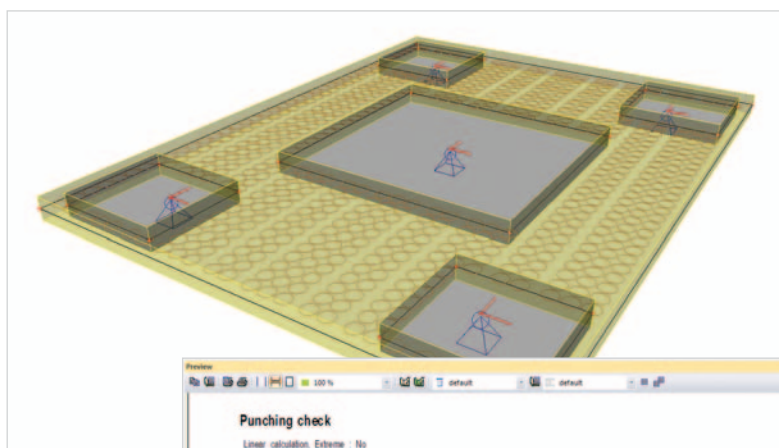 Preview
100 %
default
default
Punching check
Linear calculation, Extreme : No